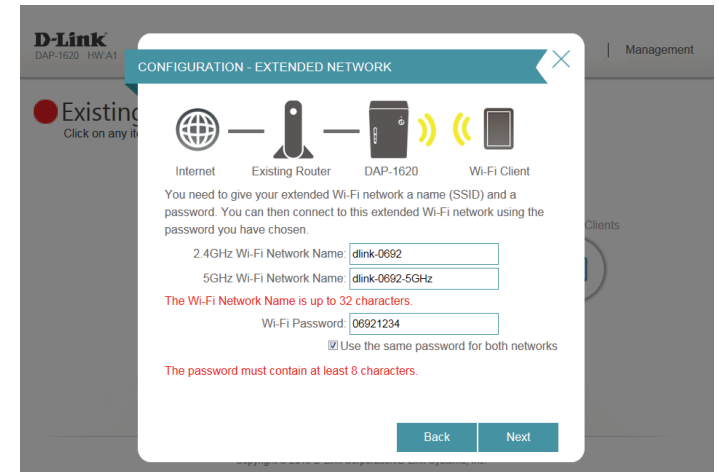 D-Link
DAP-1620 HW:A1
Management
CONFIGURATION - EXTENDED NETWORK
Existing
Click on any
Internet Existing Router DAP-1620 Wi-Fi Client
You need to give your extended Wi-Fi network a name (SSID) and a
password. You can then connect to this extended Wi-Fi network using the
password you have chosen.
Clients
2.4GHz Wi-Fi Network Name: dlink-0692
5GHz Wi-Fi Network Name: dlink-0692-5GHz
The Wi-Fi Network Name is up to 32 characters.
Wi-Fi Password: 06921234
Use the same password for both networks
The password must contain at least 8 characters.
Back Next